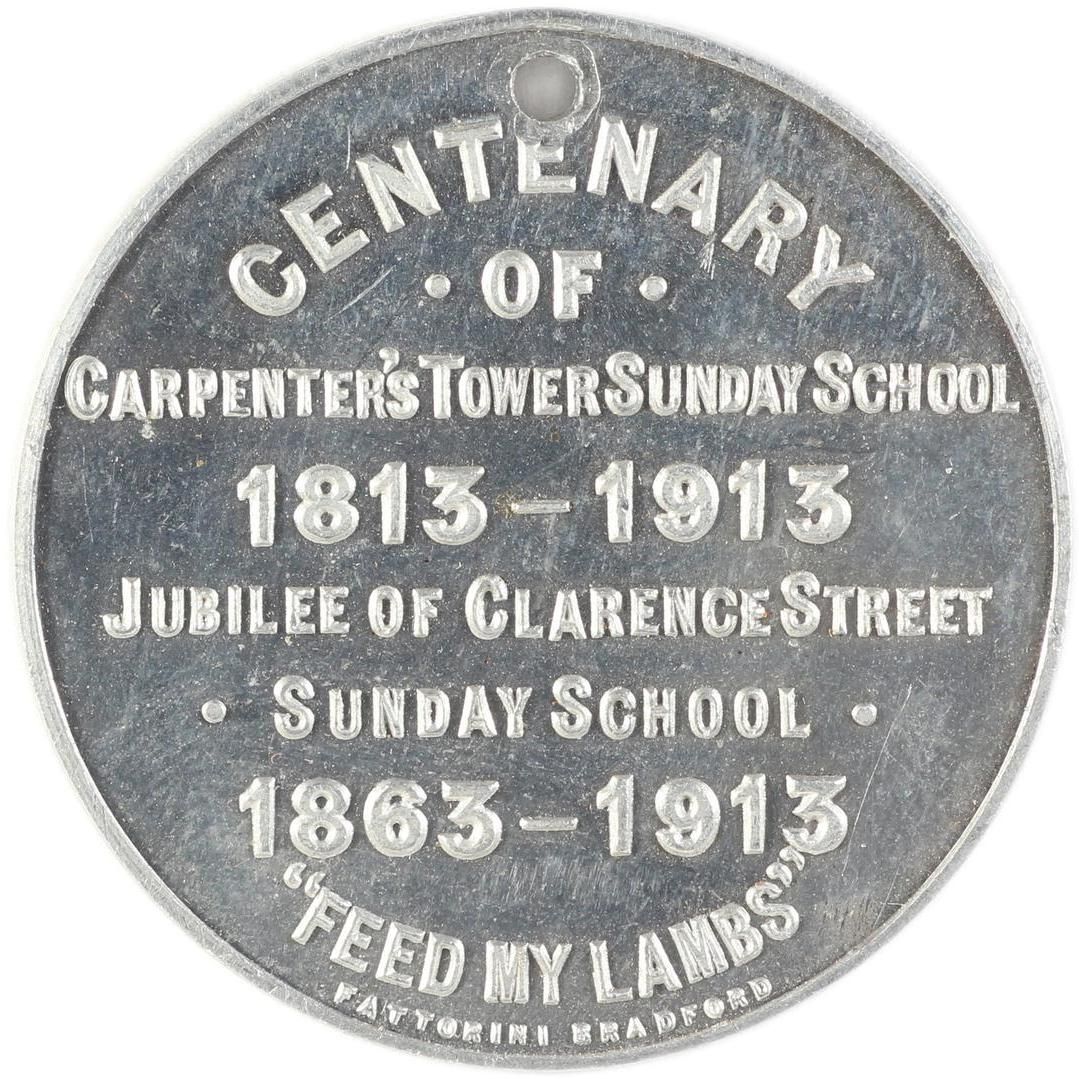 CENTENARY
· OF ·
CARPENTER'S TOWER SUNDAY SCHOOL
1813 – 1913
JUBILEE OF CLARENCE STREET
· SUNDAY SCHOOL ·
1863 – 1913
“FEED MY LAMBS”
FATTORINI BRADFORD